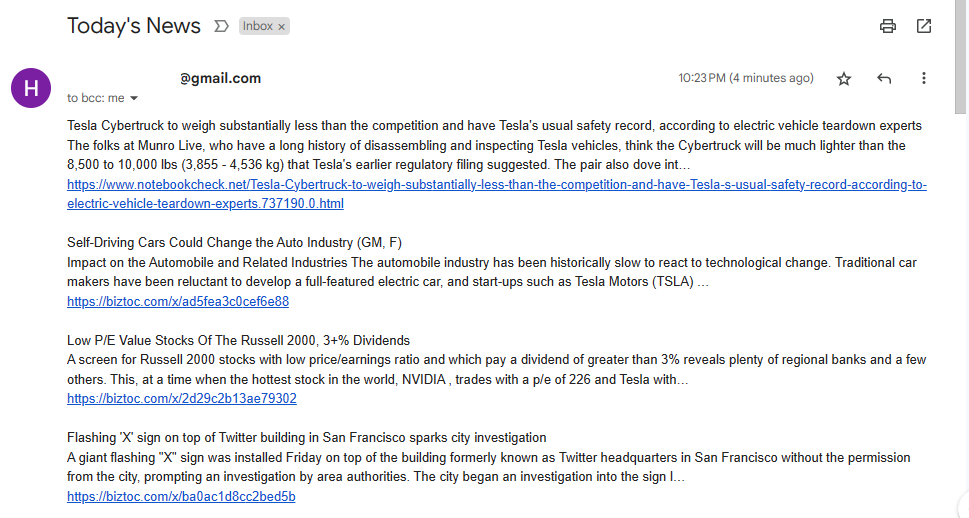 Today's News Inbox ×
H
@gmail.com 10:23 PM (4 minutes ago)
to bcc: me
Tesla Cybertruck to weigh substantially less than the competition and have Tesla's usual safety record, according to electric vehicle teardown experts
The folks at Munro Live, who have a long history of disassembling and inspecting Tesla vehicles, think the Cybertruck will be much lighter than the
8,500 to 10,000 lbs (3,855 - 4,536 kg) that Tesla's earlier regulatory filing suggested. The pair also dove int…
https://www.notebookcheck.net/Tesla-Cybertruck-to-weigh-substantially-less-than-the-competition-and-have-Tesla-s-usual-safety-record-according-to-
electric-vehicle-teardown-experts.737190.0.html
Self-Driving Cars Could Change the Auto Industry (GM, F)
Impact on the Automobile and Related Industries The automobile industry has been historically slow to react to technological change. Traditional car
makers have been reluctant to develop a full-featured electric car, and start-ups such as Tesla Motors (TSLA) …
https://biztoc.com/x/ad5fea3c0cef6e88
Low P/E Value Stocks Of The Russell 2000, 3+% Dividends
A screen for Russell 2000 stocks with low price/earnings ratio and which pay a dividend of greater than 3% reveals plenty of regional banks and a few
others. This, at a time when the hottest stock in the world, NVIDIA , trades with a p/e of 226 and Tesla with…
https://biztoc.com/x/2d29c2b13ae79302
Flashing 'X' sign on top of Twitter building in San Francisco sparks city investigation
A giant flashing "X" sign was installed Friday on top of the building formerly known as Twitter headquarters in San Francisco without the permission
from the city, prompting an investigation by area authorities. The city began an investigation into the sign l…
https://biztoc.com/x/ba0ac1d8cc2bed5b